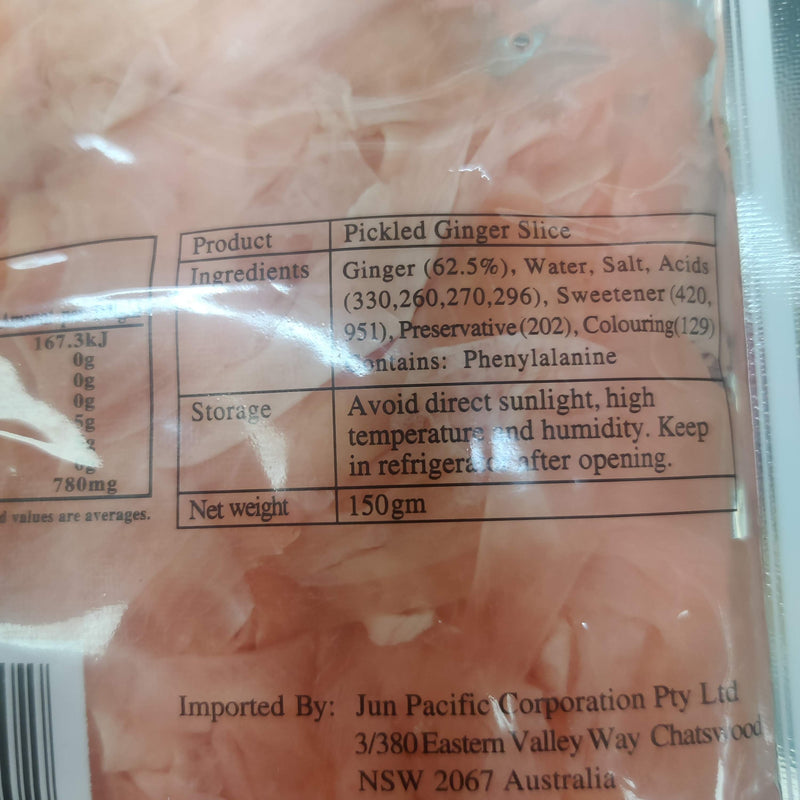 167.3kJ
0g
0g
0g
5g
780mg
values are averages.
Product Pickled Ginger Slice
Ingredients Ginger (62.5%), Water, Salt, Acids
(330,260,270,296), Sweetener (420,
951), Preservative (202), Colouring(129)
Contains: Phenylalanine
Storage Avoid direct sunlight, high
temperature and humidity. Keep
in after opening.
Net weight 150gm
Imported By: Jun Pacific Corporation Pty Ltd
3/380 Eastern Valley Way Chatswood
NSW 2067 Australia